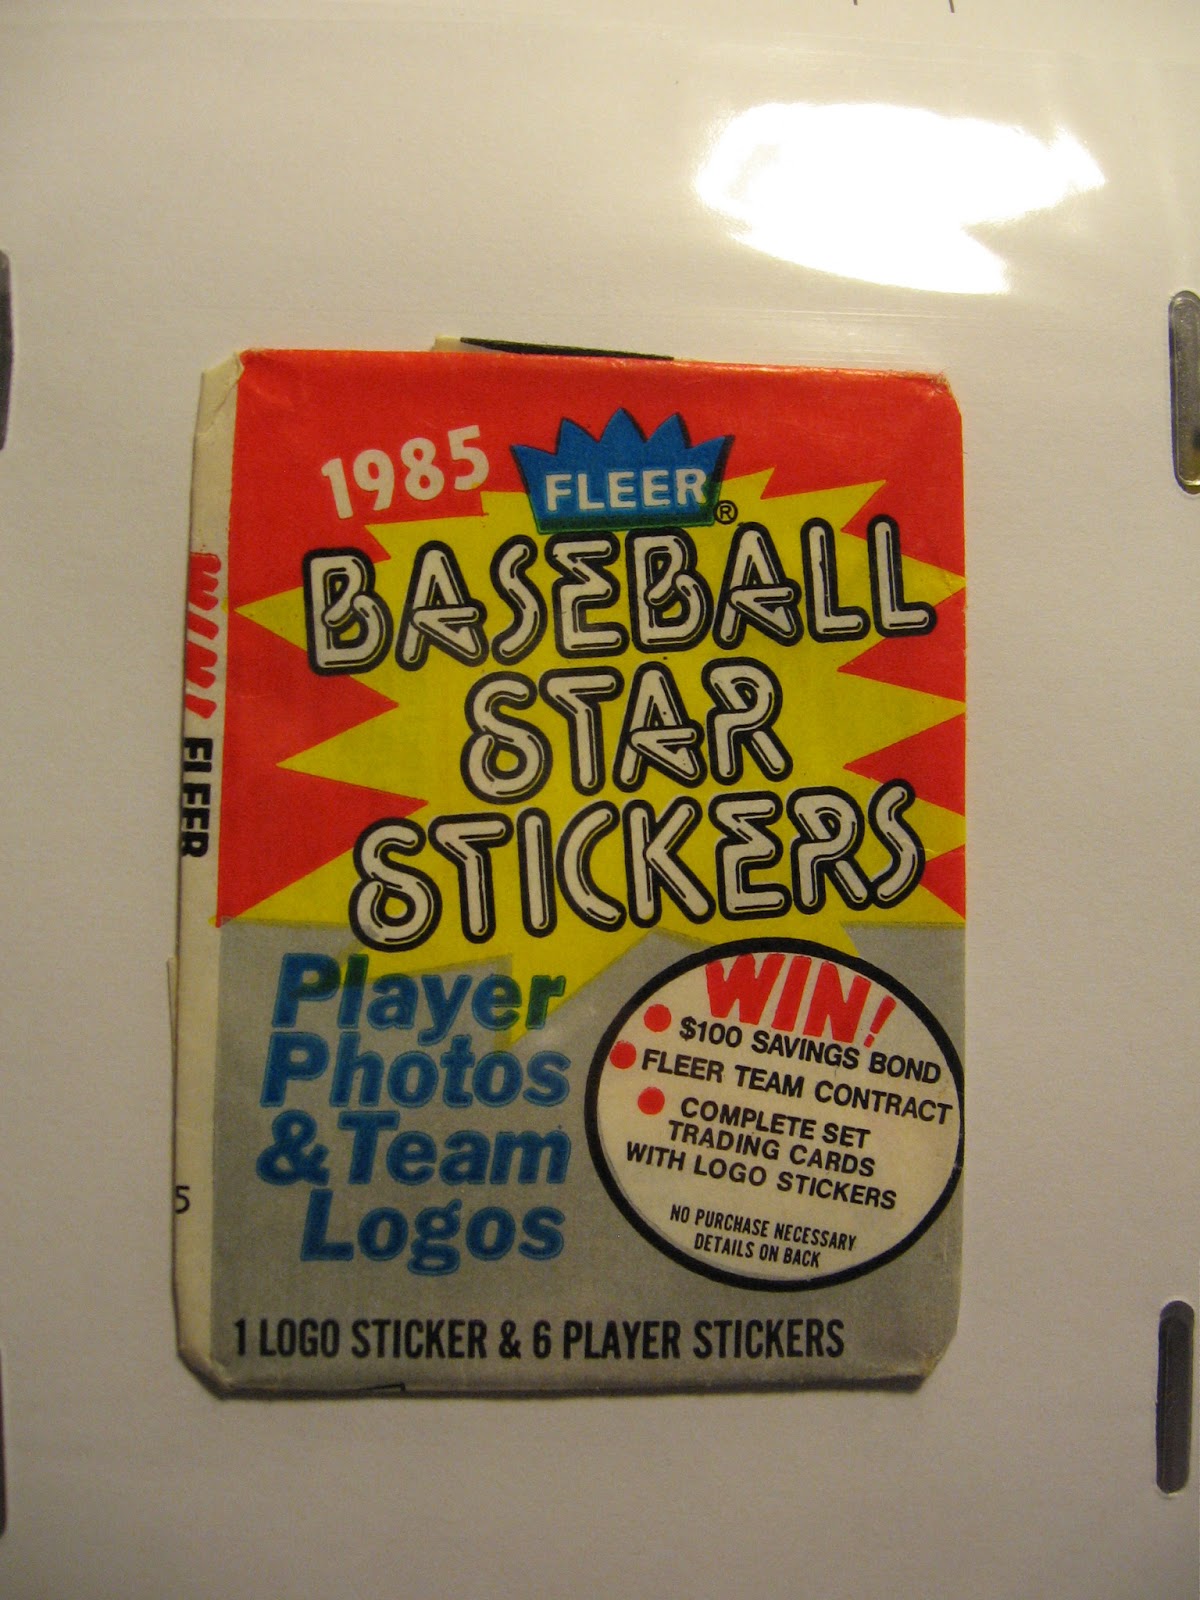 1985
FLEER®
BASEBALL
STAR
STICKERS
Player
Photos
& Team
Logos
WIN!
• $100 SAVINGS BOND
• FLEER TEAM CONTRACT
• COMPLETE SET
TRADING CARDS
WITH LOGO STICKERS
NO PURCHASE NECESSARY
DETAILS ON BACK
1 LOGO STICKER & 6 PLAYER STICKERS
FLEER
5